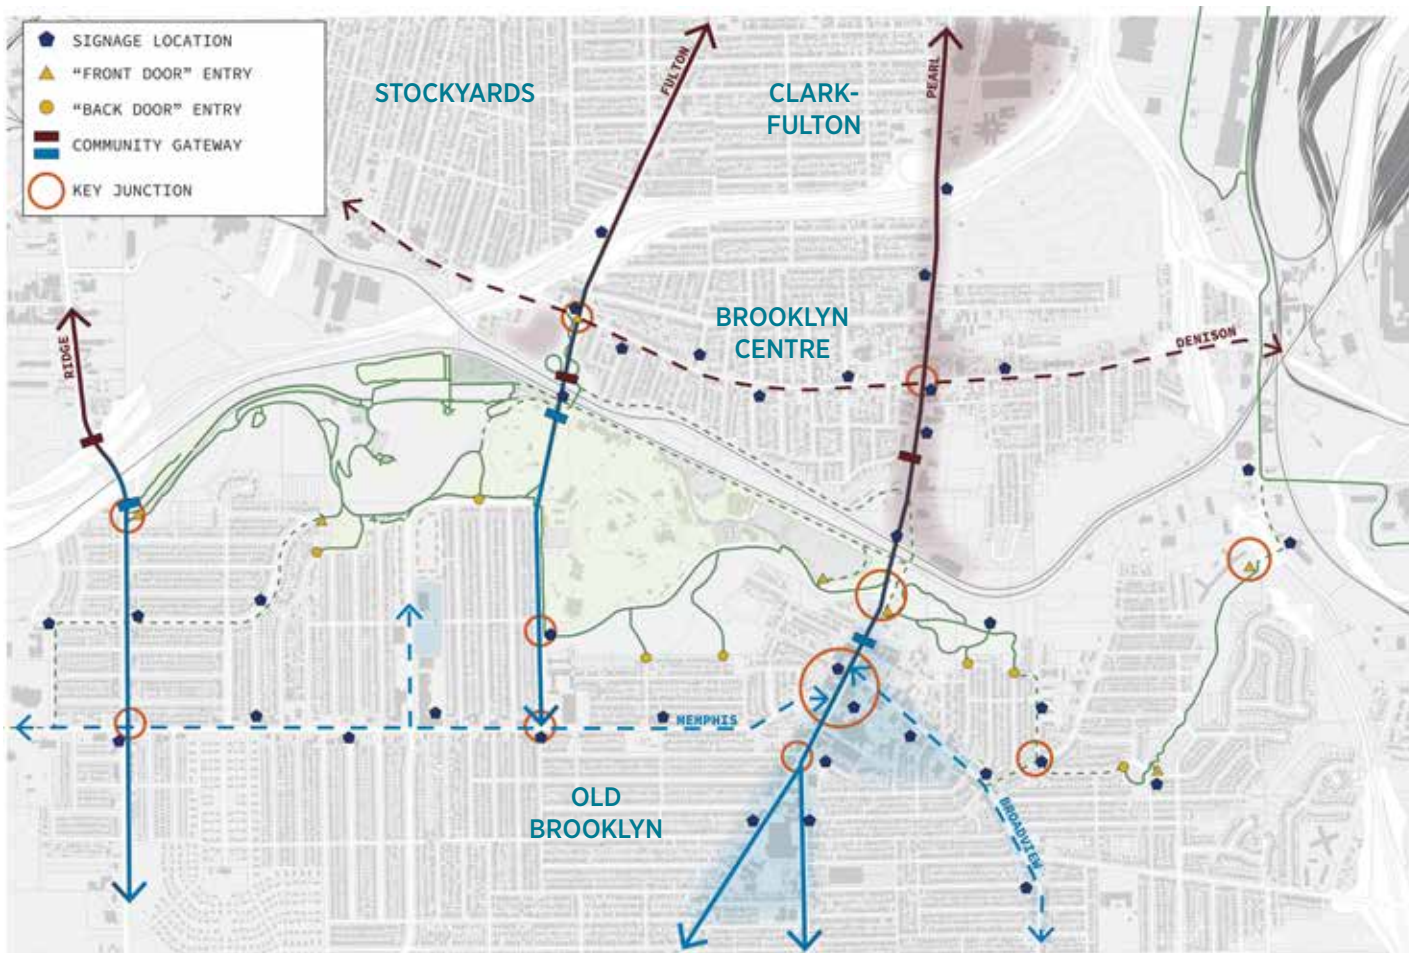 SIGNAGE LOCATION
"FRONT DOOR" ENTRY
"BACK DOOR" ENTRY
COMMUNITY GATEWAY
KEY JUNCTION
STOCKYARDS
FULTON
CLARK-
FULTON
PEARL
RIDGE
BROOKLYN
CENTRE
DENISON
MEMPHIS
OLD
BROOKLYN
BROADVIEW